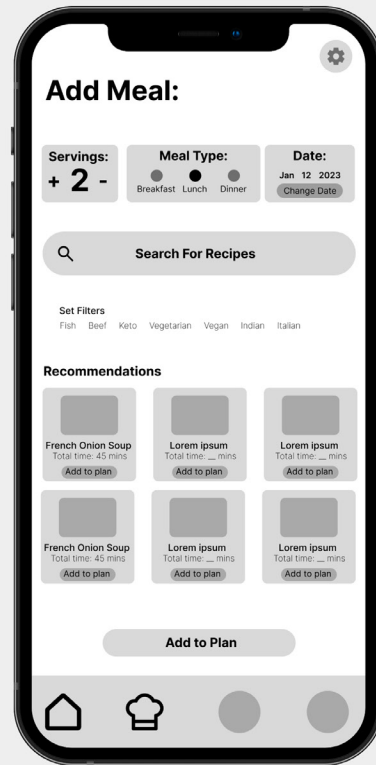 Add Meal:
Servings: Meal Type: Date:
+ 2 - Breakfast Lunch Dinner Jan 12 2023
Change Date
Search For Recipes
Set Filters
Fish Beef Keto Vegetarian Vegan Indian Italian
Recommendations
French Onion Soup Lorem ipsum Lorem ipsum
Total time: 45 mins Total time: __ mins Total time: __ mins
Add to plan Add to plan Add to plan
French Onion Soup Lorem ipsum Lorem ipsum
Total time: 45 mins Total time: __ mins Total time: __ mins
Add to plan Add to plan Add to plan
Add to Plan